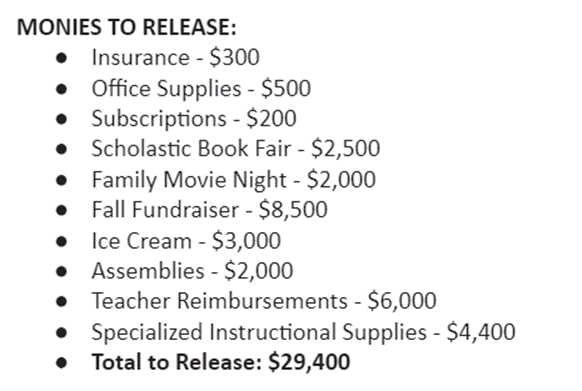 MONIES TO RELEASE:
● Insurance - $300
● Office Supplies - $500
● Subscriptions - $200
● Scholastic Book Fair - $2,500
● Family Movie Night - $2,000
● Fall Fundraiser - $8,500
● Ice Cream - $3,000
● Assemblies - $2,000
● Teacher Reimbursements - $6,000
● Specialized Instructional Supplies - $4,400
● Total to Release: $29,400